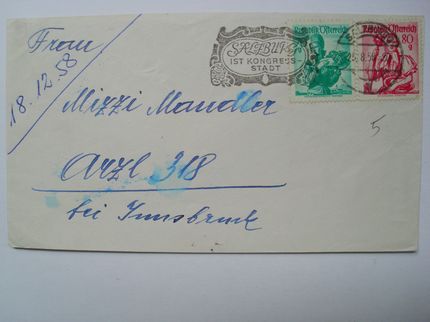 Frau
18.12.58
SALZBURG
IST KONGRESS
STADT
Republik Österreich
Republik Österreich
80
g
Mizzi Mandler
Arzl 318
bei Innsbruck
5